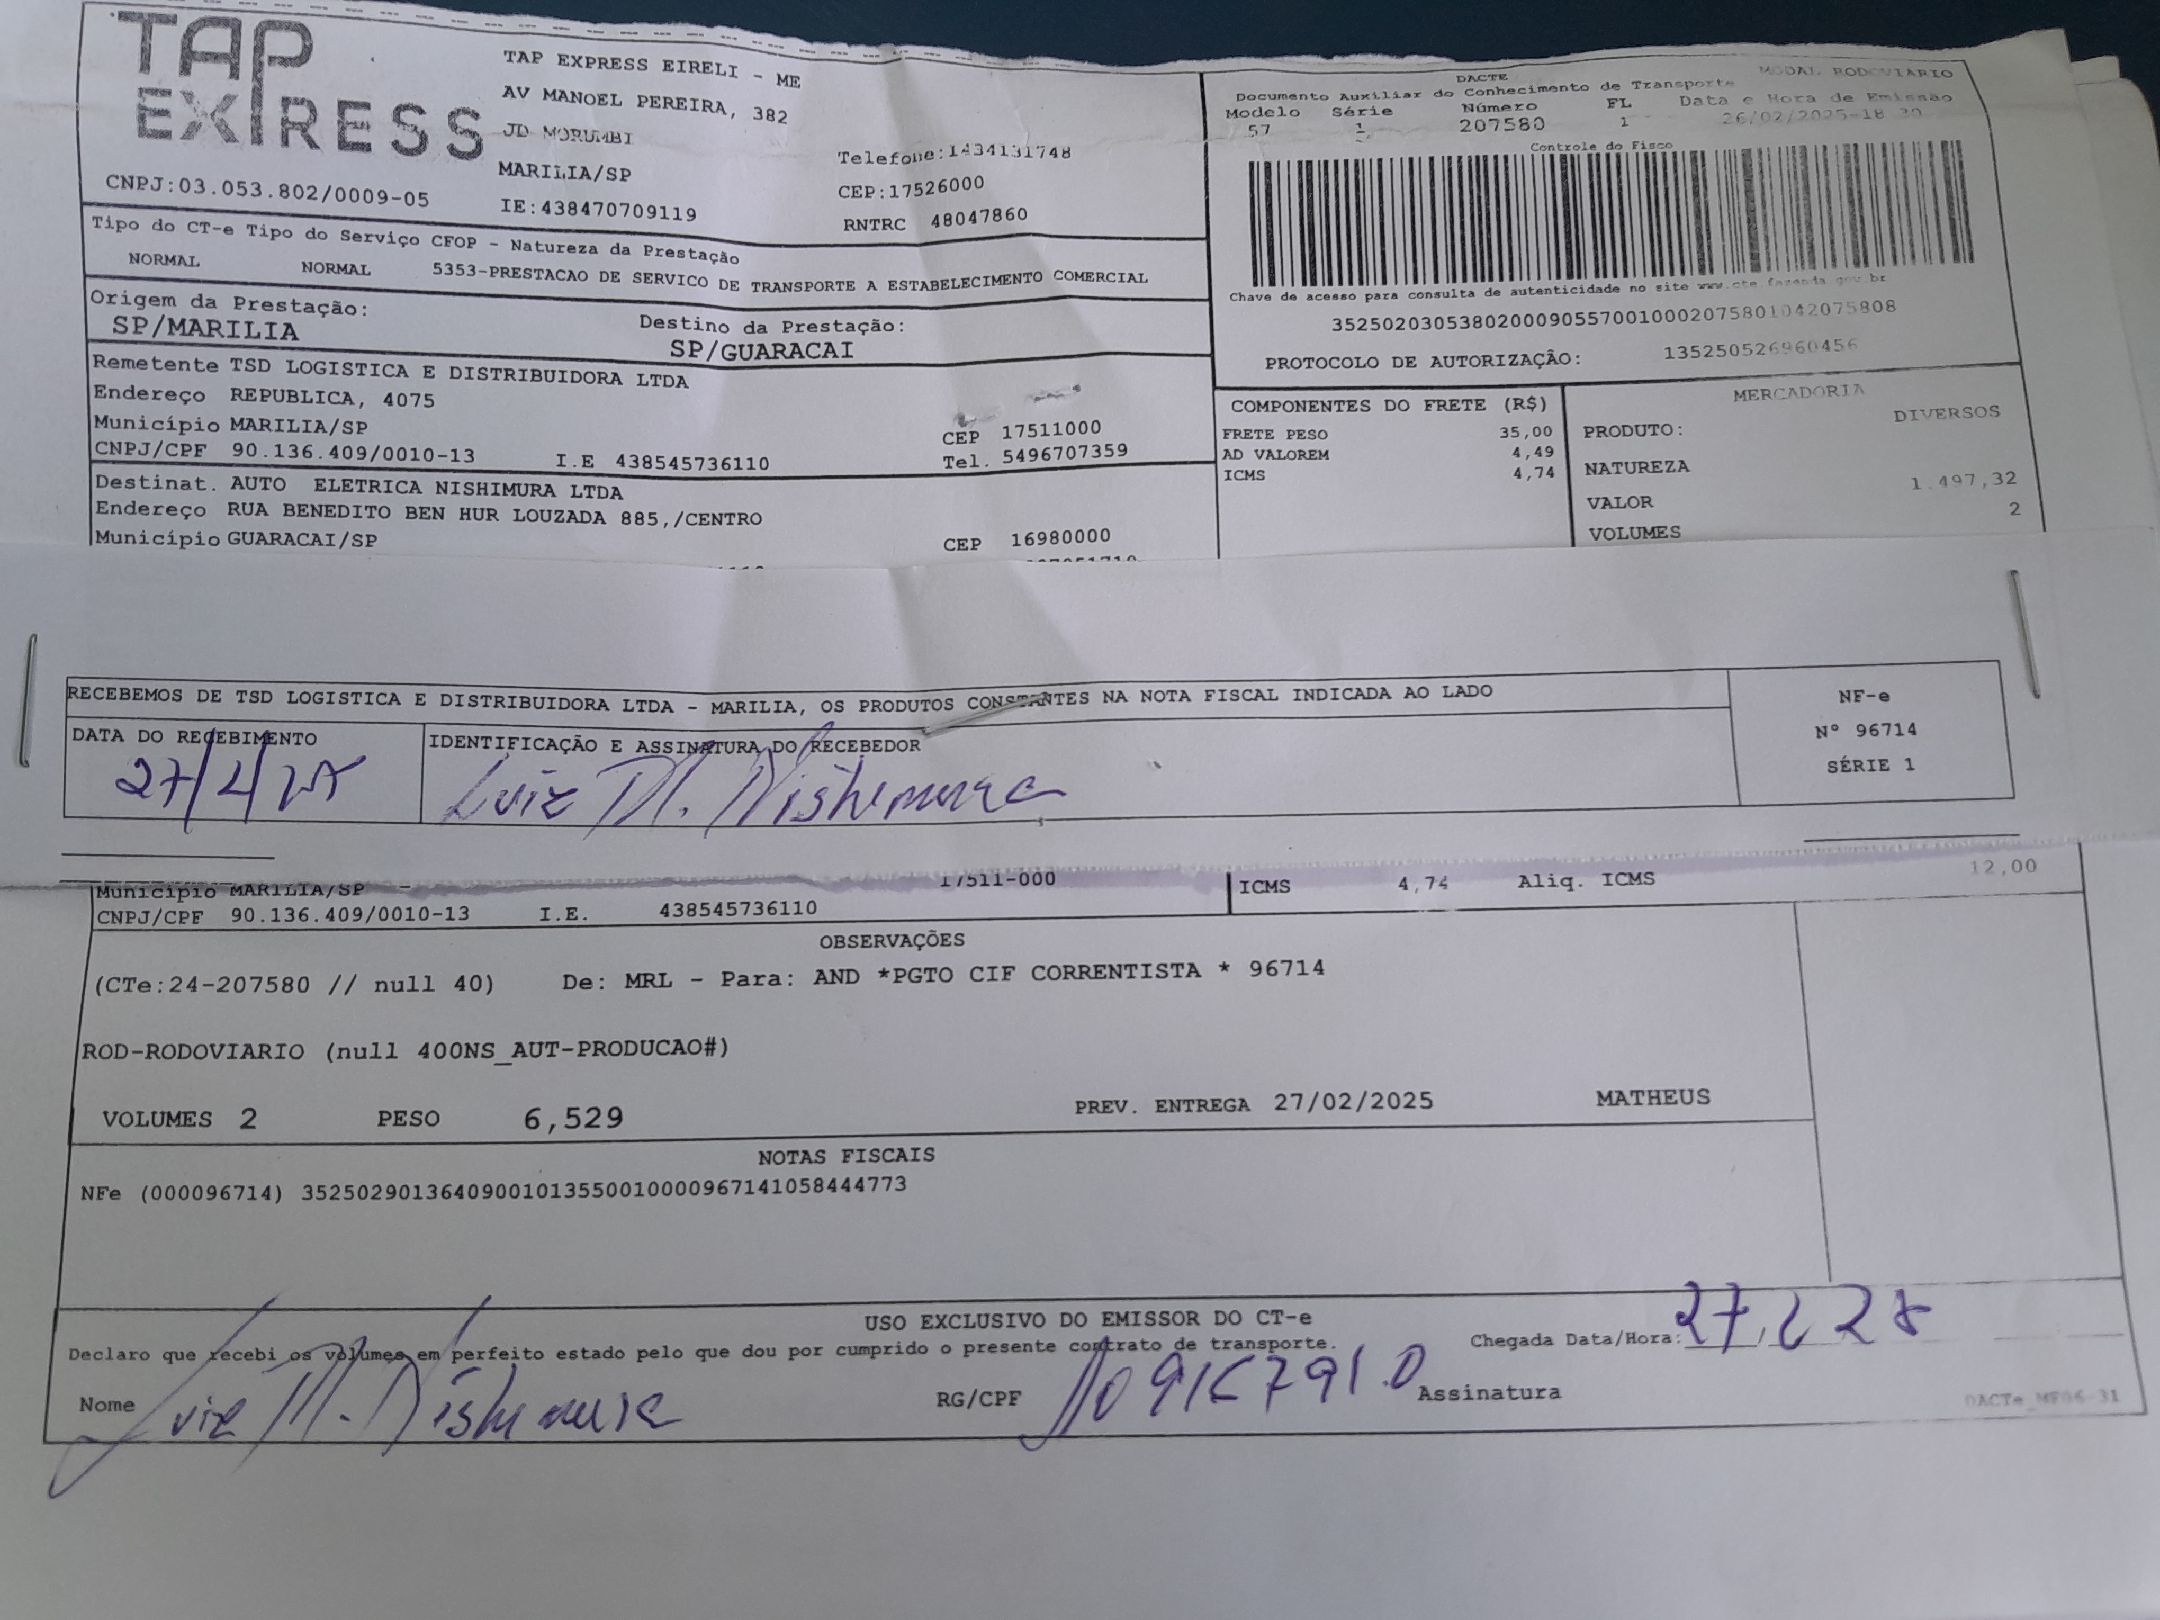 TAP
EXPRESS
TAP EXPRESS EIRELI - ME
AV MANOEL PEREIRA, 382
JD MORUMBI
MARILIA/SP
IE:438470709119
CNPJ:03.053.802/0009-05
Telefone:1434131748
CEP:17526000
RNTRC 48047860
DACTE
MODAL RODOVIARIO
Documento Auxiliar do Conhecimento de Transporte
Modelo Série Número FL Data e Hora de Emissão
57 1 207580 1 26/02/2025-18 30
Controle do Fisco
Chave de acesso para consulta de autenticidade no site www.cte.fazenda.gov.br
35250203053802000905570010002075801042075808
PROTOCOLO DE AUTORIZAÇÃO: 135250526960456
Tipo do CT-e Tipo do Serviço CFOP - Natureza da Prestação
NORMAL NORMAL 5353-PRESTACAO DE SERVICO DE TRANSPORTE A ESTABELECIMENTO COMERCIAL
Origem da Prestação: Destino da Prestação:
SP/MARILIA SP/GUARACAI
Remetente TSD LOGISTICA E DISTRIBUIDORA LTDA
Endereço REPUBLICA, 4075
Município MARILIA/SP CEP 17511000
CNPJ/CPF 90.136.409/0010-13 I.E 438545736110 Tel. 5496707359
Destinat. AUTO ELETRICA NISHIMURA LTDA
Endereço RUA BENEDITO BEN HUR LOUZADA 885,/CENTRO
Município GUARACAI/SP CEP 16980000
COMPONENTES DO FRETE (R$)
FRETE PESO 35,00
AD VALOREM 4,49
ICMS 4,74
MERCADORIA
PRODUTO: DIVERSOS
NATUREZA
VALOR 1.497,32
VOLUMES 2
RECEBEMOS DE TSD LOGISTICA E DISTRIBUIDORA LTDA - MARILIA, OS PRODUTOS CONSTANTES NA NOTA FISCAL INDICADA AO LADO
DATA DO RECEBIMENTO IDENTIFICAÇÃO E ASSINATURA DO RECEBEDOR
Luiz M. Nishimura
NF-e
Nº 96714
SÉRIE 1
Município MARILIA/SP 17511-000
CNPJ/CPF 90.136.409/0010-13 I.E. 438545736110
ICMS 4,74 Aliq. ICMS 12,00
OBSERVAÇÕES
(CTe:24-207580 // null 40) De: MRL - Para: AND *PGTO CIF CORRENTISTA * 96714
ROD-RODOVIARIO (null 400NS_AUT-PRODUCAO#)
VOLUMES 2 PESO 6,529 PREV. ENTREGA 27/02/2025 MATHEUS
NOTAS FISCAIS
NFe (000096714) 35250290136409001013550010000967141058444773
USO EXCLUSIVO DO EMISSOR DO CT-e
Declaro que recebi os volumes em perfeito estado pelo que dou por cumprido o presente contrato de transporte. Chegada Data/Hora:
Nome Luiz M. Nishimura RG/CPF Assinatura
DACTe_MF06-31